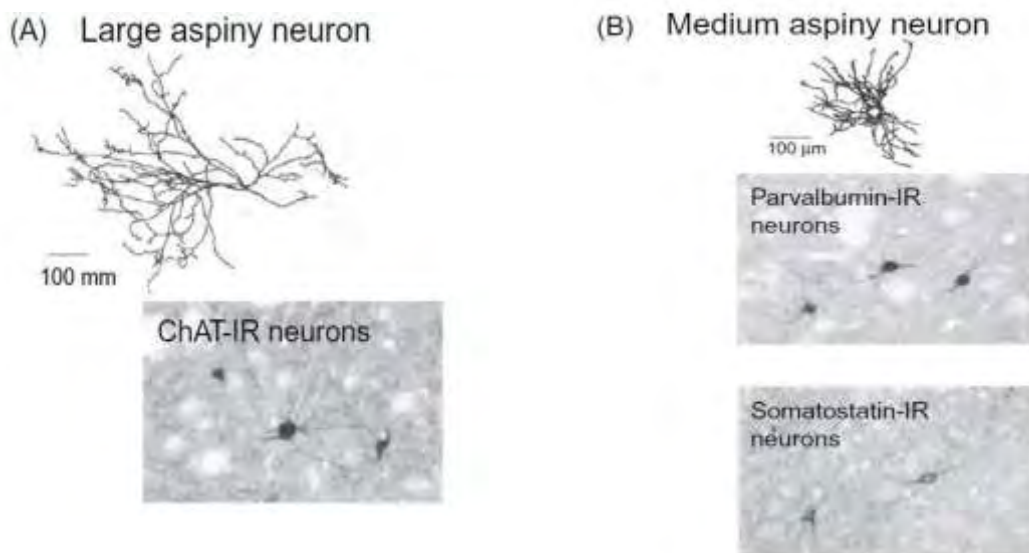 (A) Large aspiny neuron
100 mm
ChAT-IR neurons
(B) Medium aspiny neuron
100 μm
Parvalbumin-IR
neurons
Somatostatin-IR
neurons